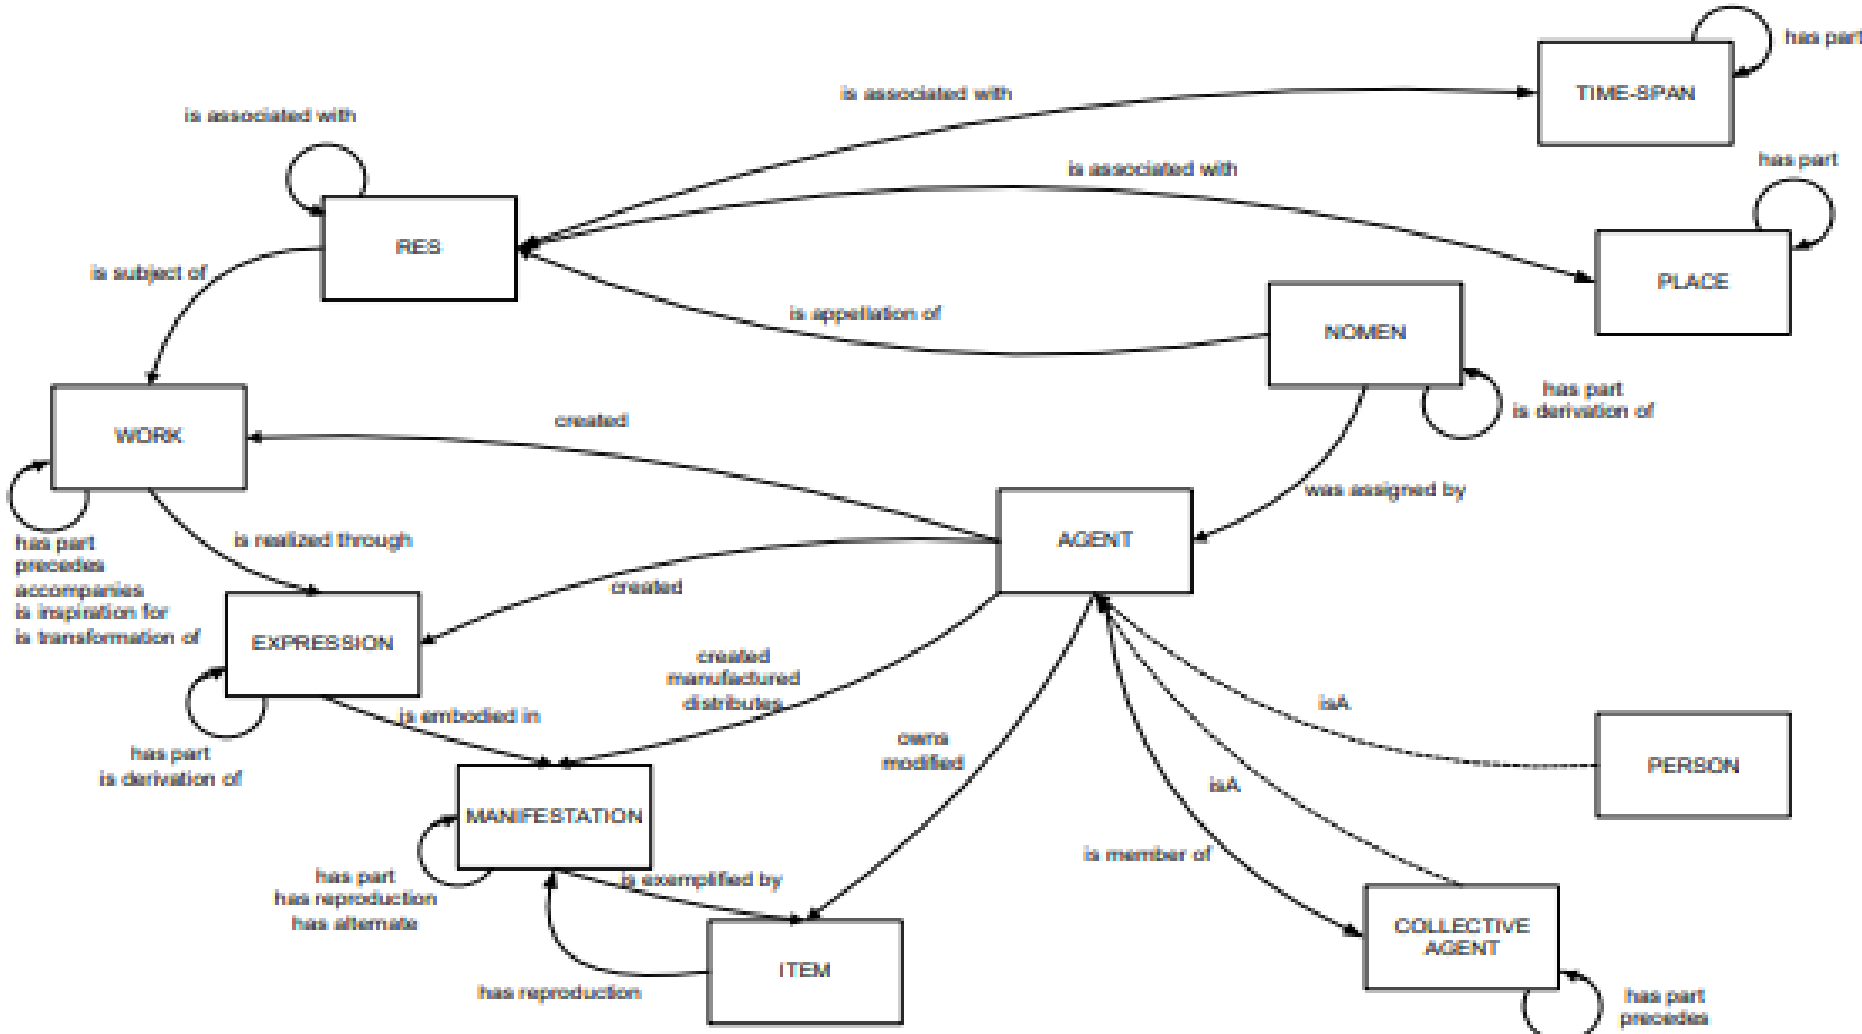 has part
TIME-SPAN
is associated with
is associated with
has part
is associated with
RES
is subject of
PLACE
is appellation of
NOMEN
has part
is derivation of
created
WORK
was assigned by
is realized through
AGENT
has part
precedes
accompanies
is inspiration for
is transformation of
created
EXPRESSION
created
manufactured
distributes
is embodied in
isA
has part
is derivation of
owns
modified
PERSON
isA
MANIFESTATION
is member of
has part
has reproduction
has alternate
is exemplified by
COLLECTIVE
AGENT
ITEM
has reproduction
has part
precedes